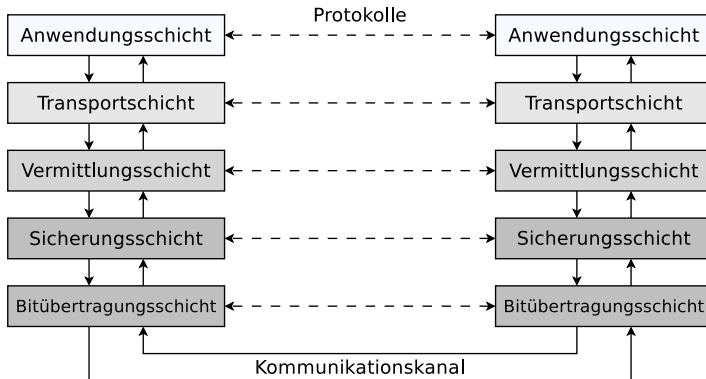 Protokolle
Anwendungsschicht
Anwendungsschicht
Transportschicht
Transportschicht
Vermittlungsschicht
Vermittlungsschicht
Sicherungsschicht
Sicherungsschicht
Bitübertragungsschicht
Bitübertragungsschicht
Kommunikationskanal